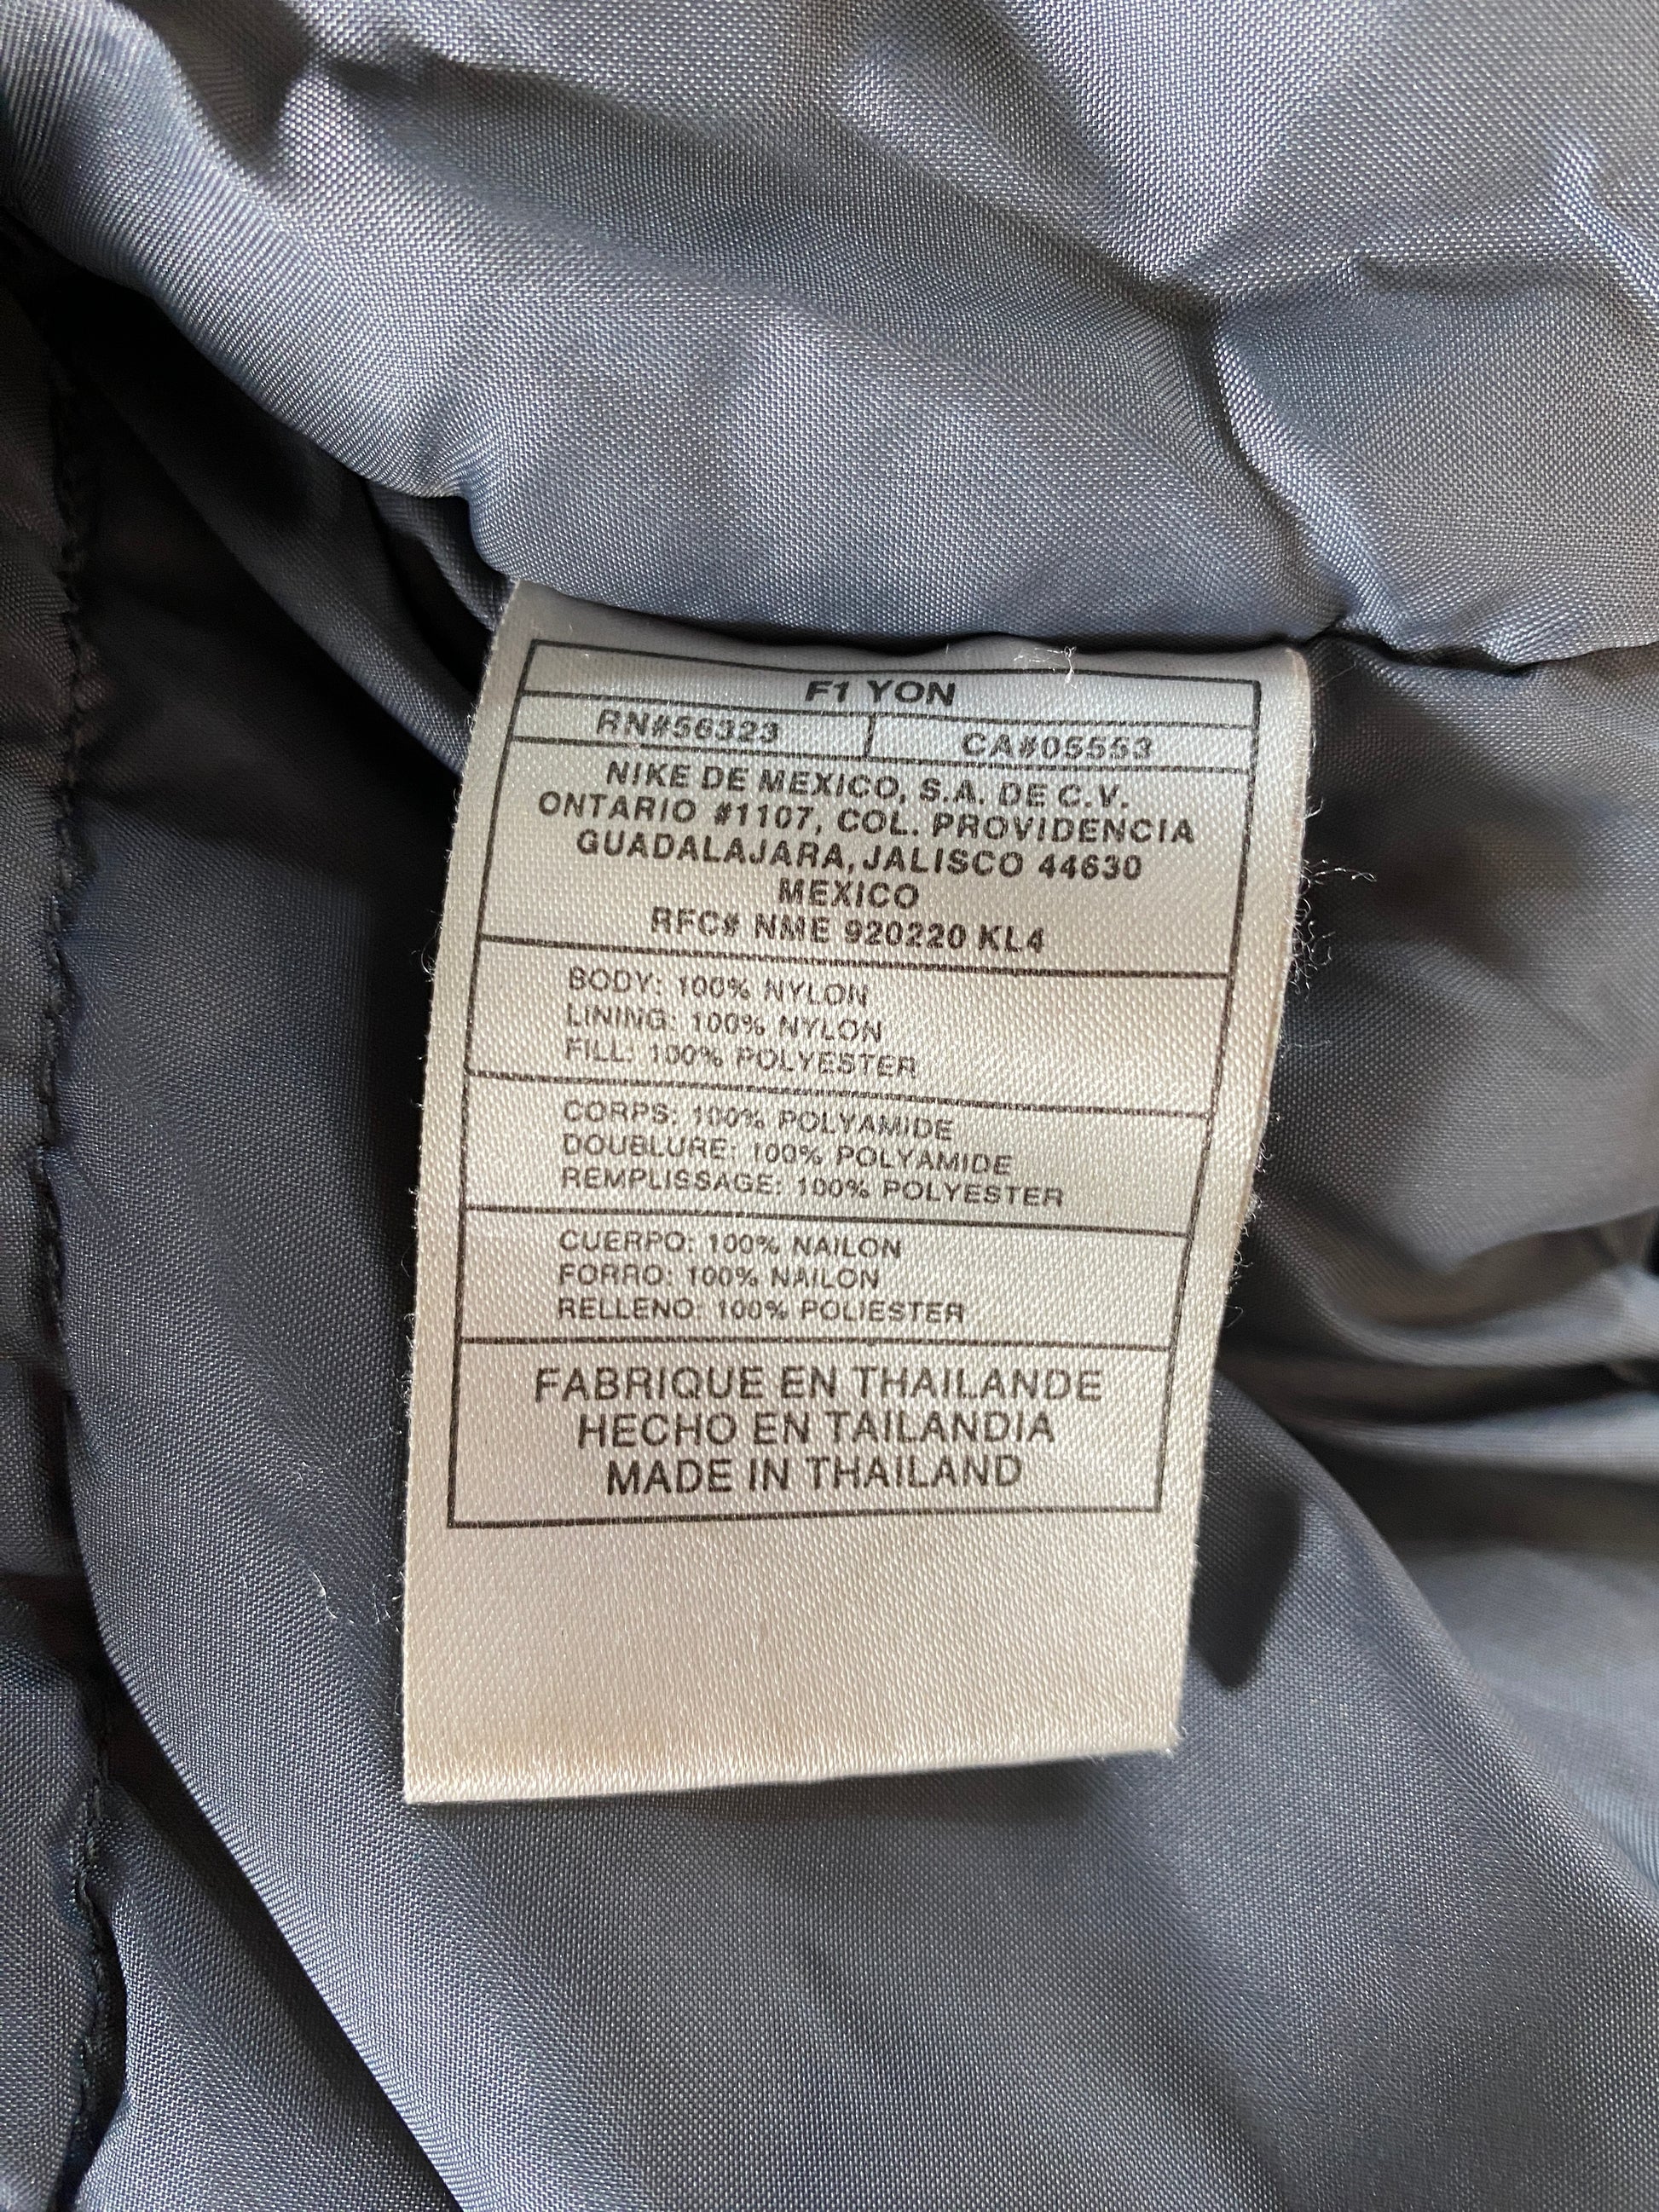 F1 YON
RN#56323 CA#05553
NIKE DE MEXICO, S.A. DE C.V.
ONTARIO #1107, COL. PROVIDENCIA
GUADALAJARA, JALISCO 44630
MEXICO
RFC# NME 920220 KL4
BODY: 100% NYLON
LINING: 100% NYLON
FILL: 100% POLYESTER
CORPS: 100% POLYAMIDE
DOUBLURE: 100% POLYAMIDE
REMPLISSAGE: 100% POLYESTER
CUERPO: 100% NAILON
FORRO: 100% NAILON
RELLENO: 100% POLIESTER
FABRIQUE EN THAILANDE
HECHO EN TAILANDIA
MADE IN THAILAND